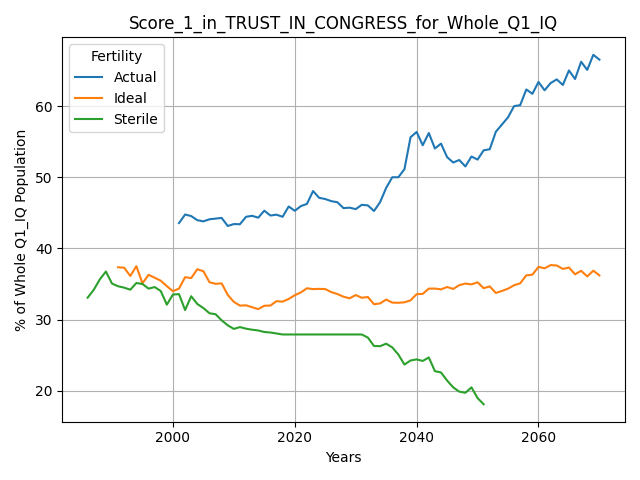 Score_1_in_TRUST_IN_CONGRESS_for_Whole_Q1_IQ
Fertility
Actual
Ideal
Sterile
% of Whole Q1_IQ Population
60
50
40
30
20
2000
2020
2040
2060
Years